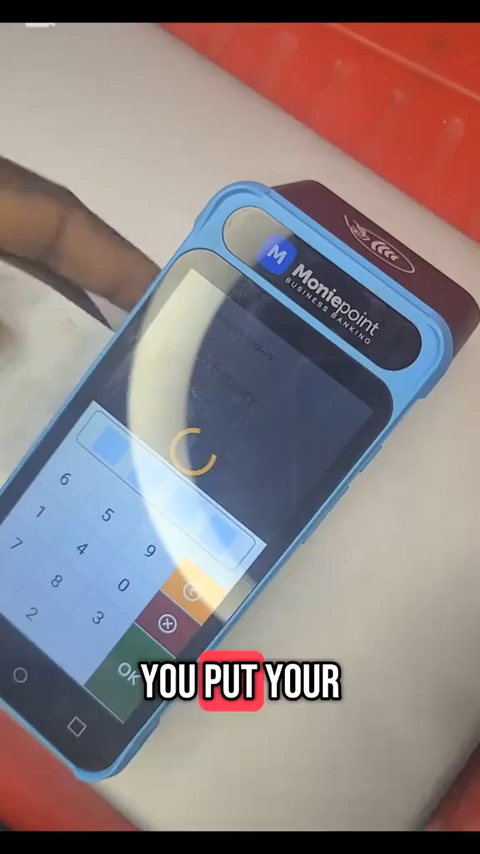 M Moniepoint
BUSINESS BANKING
6 5 9
1 4 0
7 8 3
2
OK
YOU PUT YOUR